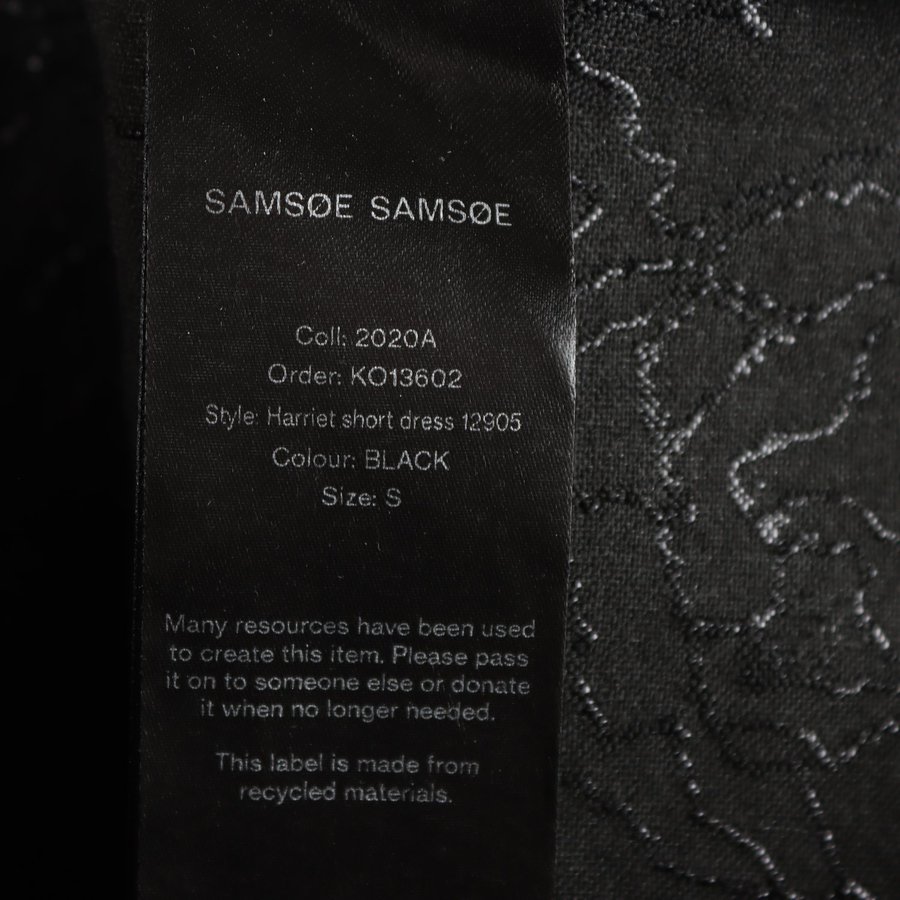 SAMSØE SAMSØE
Coll: 2020A
Order: KO13602
Style: Harriet short dress 12905
Colour: BLACK
Size: S
Many resources have been used
to create this item. Please pass
it on to someone else or donate
it when no longer needed.
This label is made from
recycled materials.